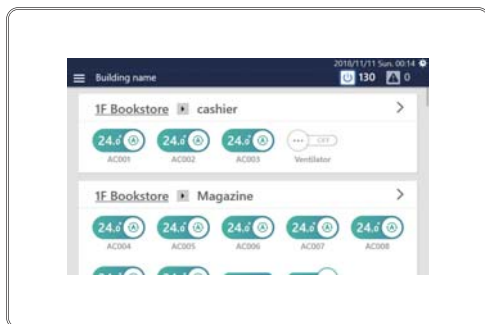 2018/11/11 Sun. 00:14
Building name 130 0
1F Bookstore cashier
24.0 A 24.0 A 24.0 A OFF
AC001 AC002 AC003 Ventilator
1F Bookstore Magazine
24.0 A 24.0 A 24.0 A 24.0 A 24.0 A
AC004 AC005 AC006 AC007 AC008